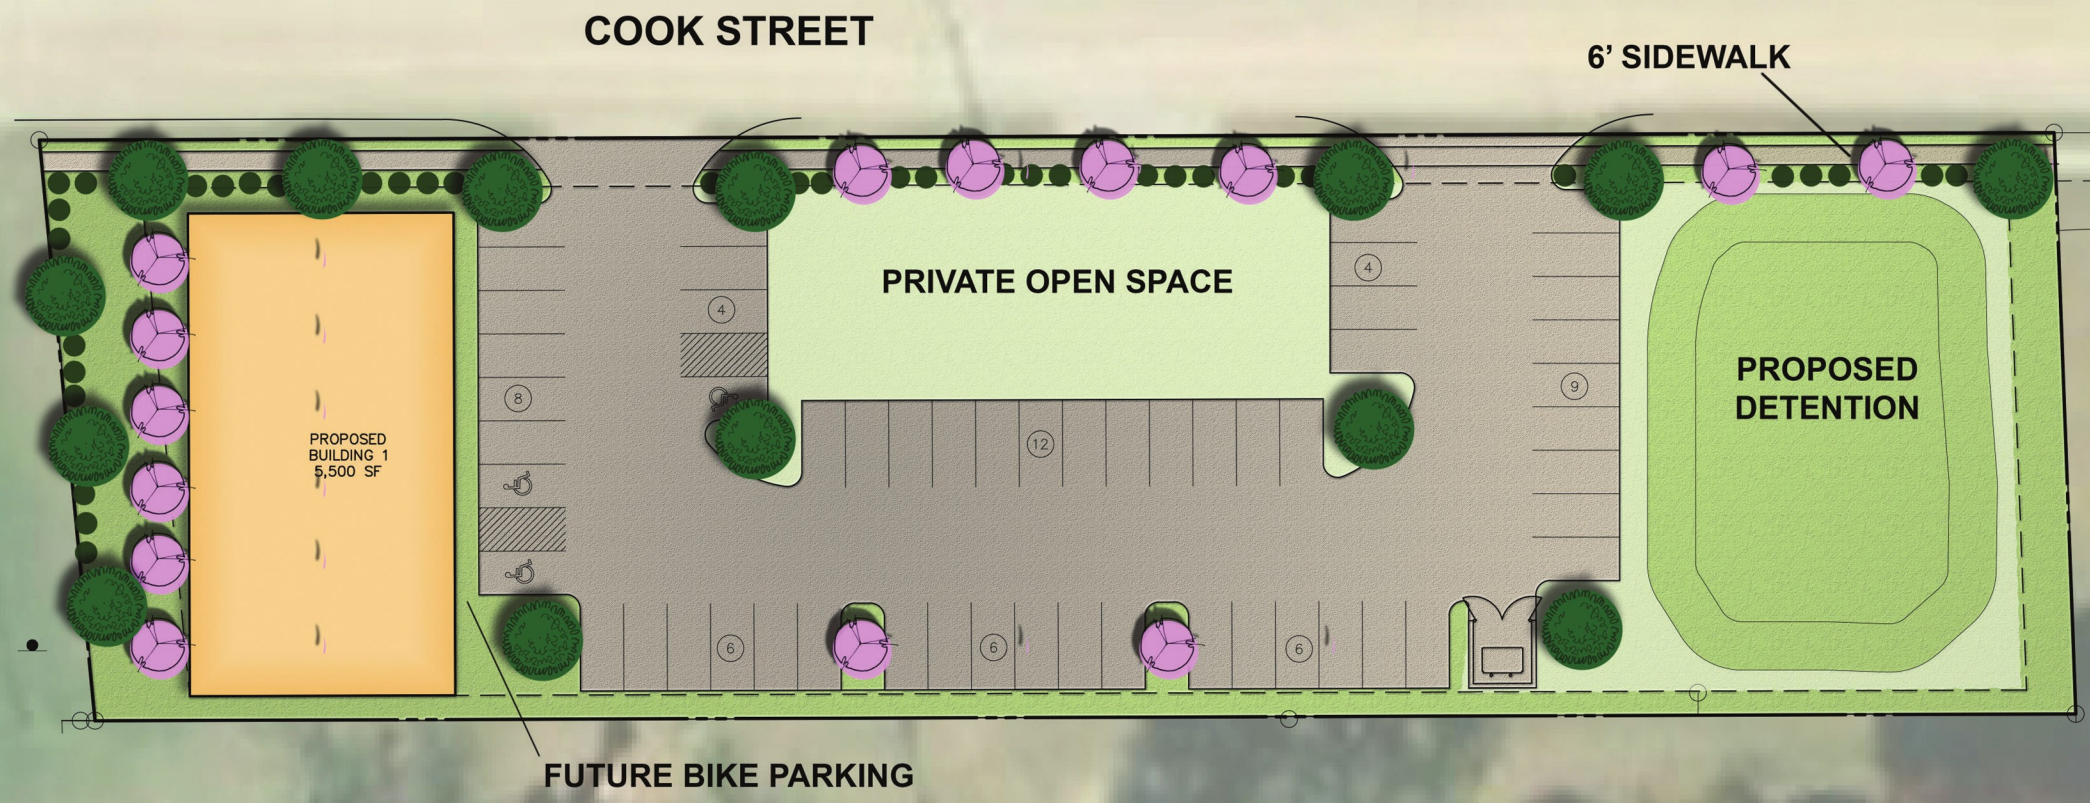 COOK STREET
6’ SIDEWALK
PRIVATE OPEN SPACE
4
4
PROPOSED
DETENTION
9
8
12
PROPOSED
BUILDING 1
5,500 SF
6
6
6
FUTURE BIKE PARKING